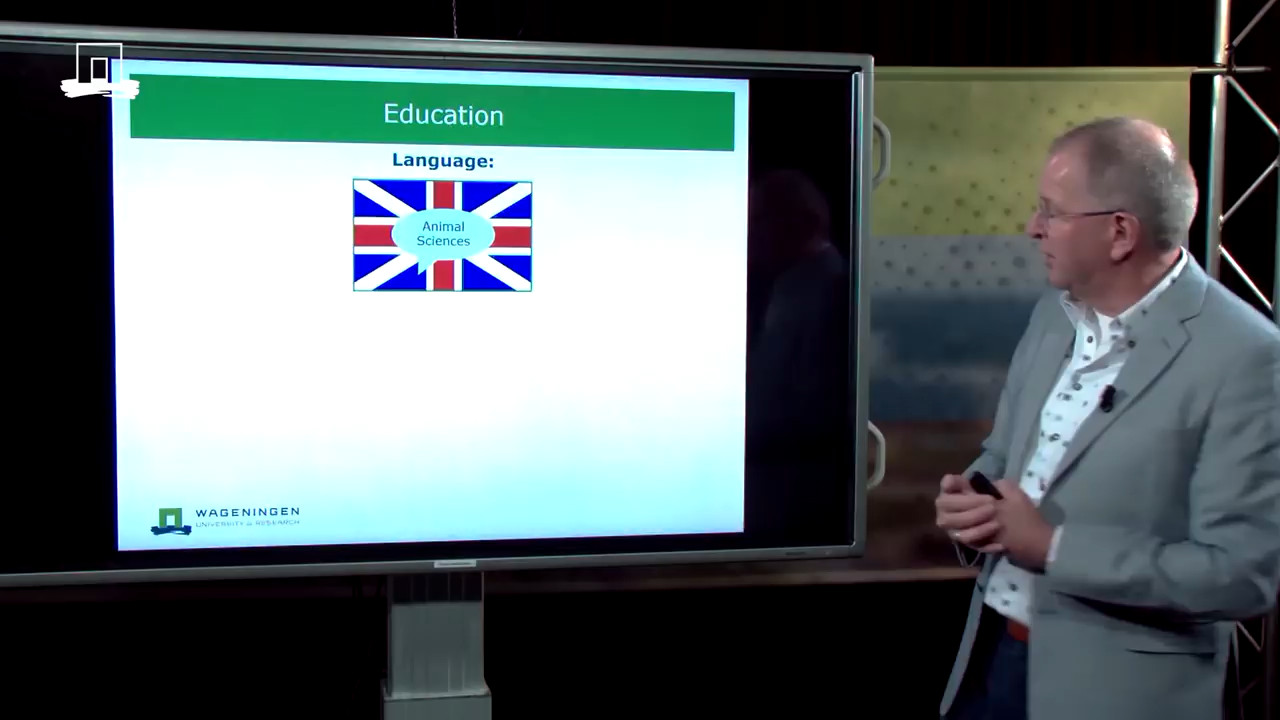 Education
Language:
Animal
Sciences
WAGENINGEN
UNIVERSITY & RESEARCH